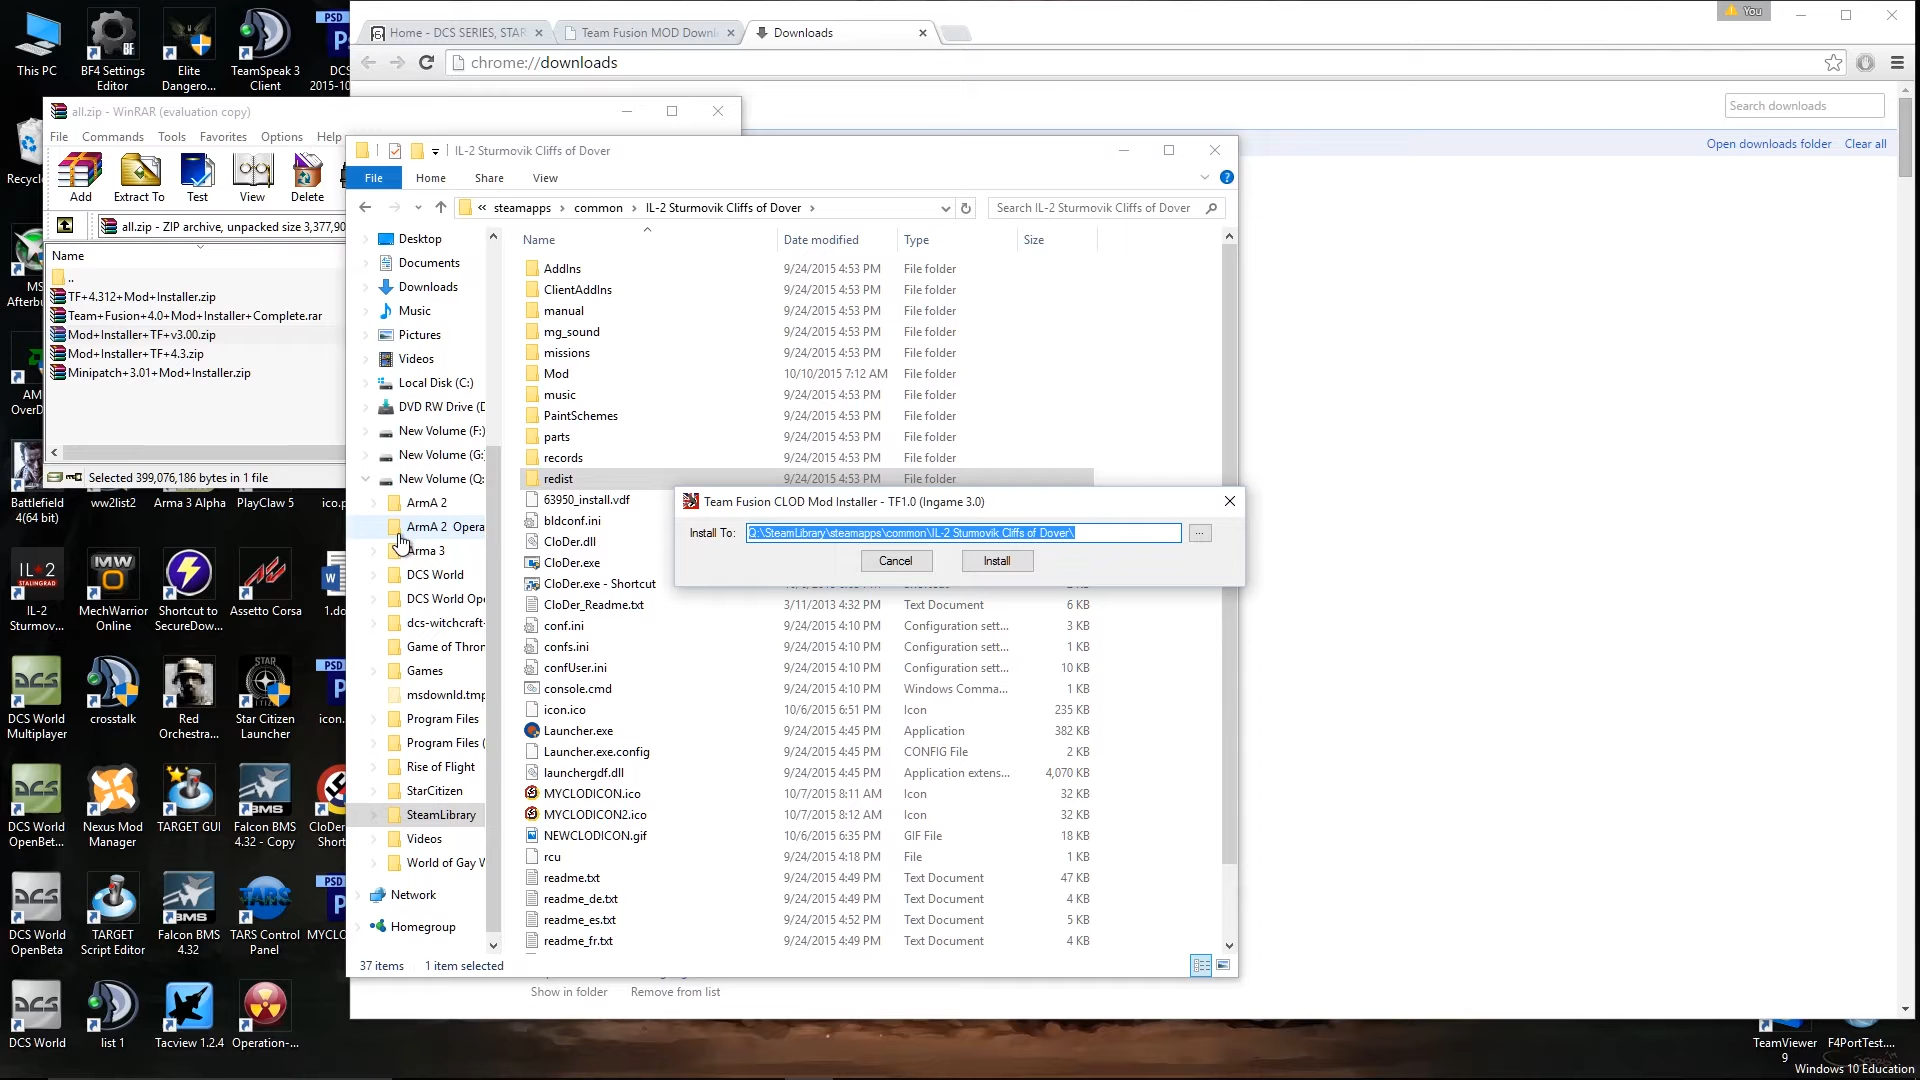 This PC
BF4 Settings
Editor
Elite
Dangero...
TeamSpeak 3
Client
PSD
DCS
2015-10
Home - DCS SERIES, STAR
Team Fusion MOD Downl
Downloads
You
chrome://downloads
Search downloads
Open downloads folder
Clear all
all.zip - WinRAR (evaluation copy)
File
Commands
Tools
Favorites
Options
Help
Add
Extract To
Test
View
Delete
all.zip - ZIP archive, unpacked size 3,377,90
Name
..
TF+4.312+Mod+Installer.zip
Team+Fusion+4.0+Mod+Installer+Complete.rar
Mod+Installer+TF+v3.00.zip
Mod+Installer+TF+4.3.zip
Minipatch+3.01+Mod+Installer.zip
Selected 399,076,186 bytes in 1 file
IL-2 Sturmovik Cliffs of Dover
File
Home
Share
View
« steamapps
common
IL-2 Sturmovik Cliffs of Dover
Search IL-2 Sturmovik Cliffs of Dover
Desktop
Documents
Downloads
Music
Pictures
Videos
Local Disk (C:)
DVD RW Drive (D
New Volume (F:)
New Volume (G:
New Volume (Q:
ArmA 2
ArmA 2 Opera
Arma 3
DCS World
DCS World Ope
dcs-witchcraft-
Game of Thron
Games
msdownld.tmp
Program Files
Program Files (
Rise of Flight
StarCitizen
SteamLibrary
Videos
World of Gay W
Network
Homegroup
Name
Date modified
Type
Size
AddIns 9/24/2015 4:53 PM File folder
ClientAddIns 9/24/2015 4:53 PM File folder
manual 9/24/2015 4:53 PM File folder
mg_sound 9/24/2015 4:53 PM File folder
missions 9/24/2015 4:53 PM File folder
Mod 10/10/2015 7:12 AM File folder
music 9/24/2015 4:53 PM File folder
PaintSchemes 9/24/2015 4:53 PM File folder
parts 9/24/2015 4:53 PM File folder
records 9/24/2015 4:53 PM File folder
redist 9/24/2015 4:53 PM File folder
63950_install.vdf
bldconf.ini
CloDer.dll
CloDer.exe
CloDer.exe - Shortcut
CloDer_Readme.txt 3/11/2013 4:32 PM Text Document 6 KB
conf.ini 9/24/2015 4:10 PM Configuration sett... 3 KB
confs.ini 9/24/2015 4:10 PM Configuration sett... 1 KB
confUser.ini 9/24/2015 4:10 PM Configuration sett... 10 KB
console.cmd 9/24/2015 4:10 PM Windows Comma... 1 KB
icon.ico 10/6/2015 6:51 PM Icon 235 KB
Launcher.exe 9/24/2015 4:45 PM Application 382 KB
Launcher.exe.config 9/24/2015 4:45 PM CONFIG File 2 KB
launchergdf.dll 9/24/2015 4:45 PM Application extens... 4,070 KB
MYCLODICON.ico 10/7/2015 8:11 AM Icon 32 KB
MYCLODICON2.ico 10/7/2015 8:12 AM Icon 32 KB
NEWCLODICON.gif 10/6/2015 6:35 PM GIF File 18 KB
rcu 9/24/2015 4:18 PM File 1 KB
readme.txt 9/24/2015 4:49 PM Text Document 47 KB
readme_de.txt 9/24/2015 4:49 PM Text Document 4 KB
readme_es.txt 9/24/2015 4:52 PM Text Document 5 KB
readme_fr.txt 9/24/2015 4:49 PM Text Document 4 KB
37 items
1 item selected
Team Fusion CLOD Mod Installer - TF1.0 (Ingame 3.0)
Install To:
Q:\SteamLibrary\steamapps\common\IL-2 Sturmovik Cliffs of Dover\
...
Cancel
Install
Show in folder
Remove from list
Recycl
MS
Afterbu
AM
OverD
Battlefield
4(64 bit)
ww2list2
Arma 3 Alpha
PlayClaw 5
ico.p
IL·2
STALINGRAD
IL-2
Sturmov...
MW
ONLINE
MechWarrior
Online
Shortcut to
SecureDow...
Assetto Corsa
1.do
DCS World
Multiplayer
crosstalk
Red
Orchestra...
STAR
CITIZEN
Star Citizen
Launcher
PSD
icon.
DCS World
OpenBet...
Nexus Mod
Manager
TARGET GUI
BMS
Falcon BMS
4.32 - Copy
CloDer
Short
DCS World
OpenBeta
TARGET
Script Editor
BMS
Falcon BMS
4.32
TARS
TARS Control
Panel
PSD
MYCLO
DCS World
list 1
Tacview 1.2.4
Operation-...
TeamViewer
9
F4PortTest....
Windows 10 Education